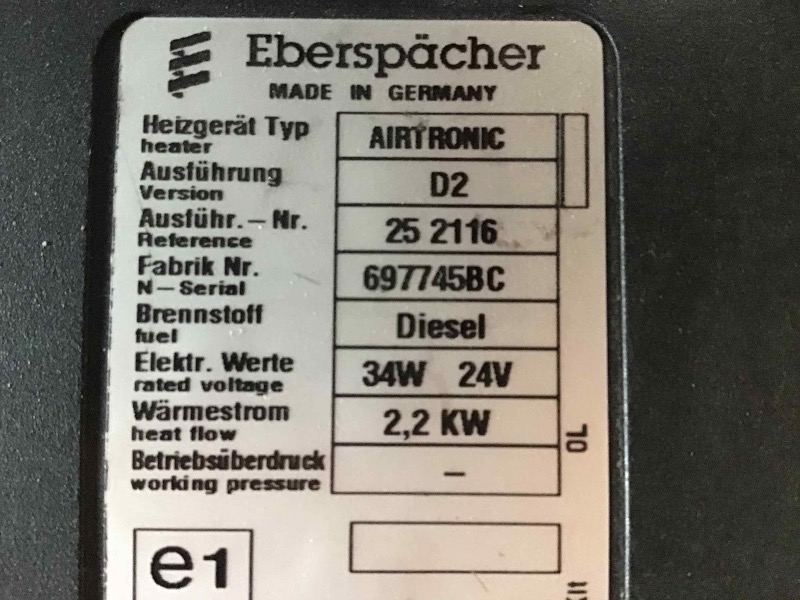 Eberspächer
MADE IN GERMANY
Heizgerät Typ
heater
AIRTRONIC
Ausführung
Version
D2
Ausführ.-Nr.
Reference
25 2116
Fabrik Nr.
N-Serial
697745BC
Brennstoff
fuel
Diesel
Elektr. Werte
rated voltage
34W 24V
Wärmestrom
heat flow
2,2 KW
Betriebsüberdruck
working pressure
–
OL
e1